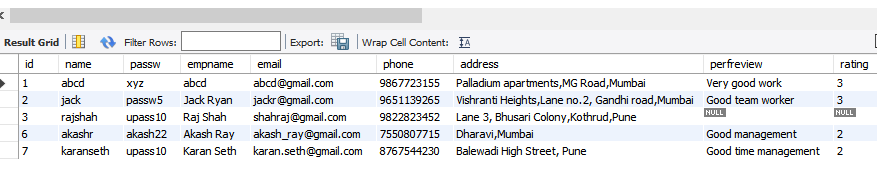 Result Grid Filter Rows: Export: Wrap Cell Content:
id name passw empname email phone address perfreview rating
1 abcd xyz abcd abcd@gmail.com 9867723155 Palladium apartments,MG Road,Mumbai Very good work 3
2 jack passw5 Jack Ryan jackr@gmail.com 9651139265 Vishranti Heights,Lane no.2, Gandhi road,Mumbai Good team worker 3
3 rajshah upass10 Raj Shah shahraj@gmail.com 9822823452 Lane 3, Bhusari Colony,Kothrud,Pune NULL NULL
6 akashr akash22 Akash Ray akash_ray@gmail.com 7550807715 Dharavi,Mumbai Good management 2
7 karanseth upass10 Karan Seth karan.seth@gmail.com 8767544230 Balewadi High Street, Pune Good time management 2